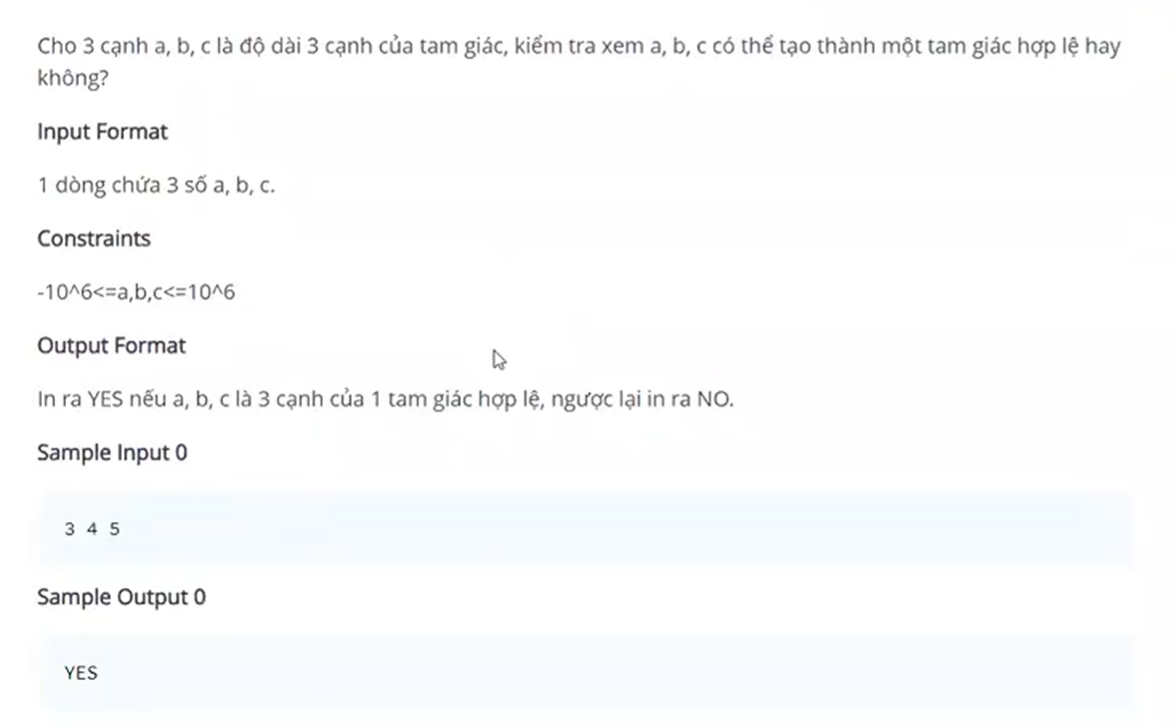 Cho 3 cạnh a, b, c là độ dài 3 cạnh của tam giác, kiểm tra xem a, b, c có thể tạo thành một tam giác hợp lệ hay
không?
Input Format
1 dòng chứa 3 số a, b, c.
Constraints
-10^6<=a,b,c<=10^6
Output Format
In ra YES nếu a, b, c là 3 cạnh của 1 tam giác hợp lệ, ngược lại in ra NO.
Sample Input 0
3 4 5
Sample Output 0
YES